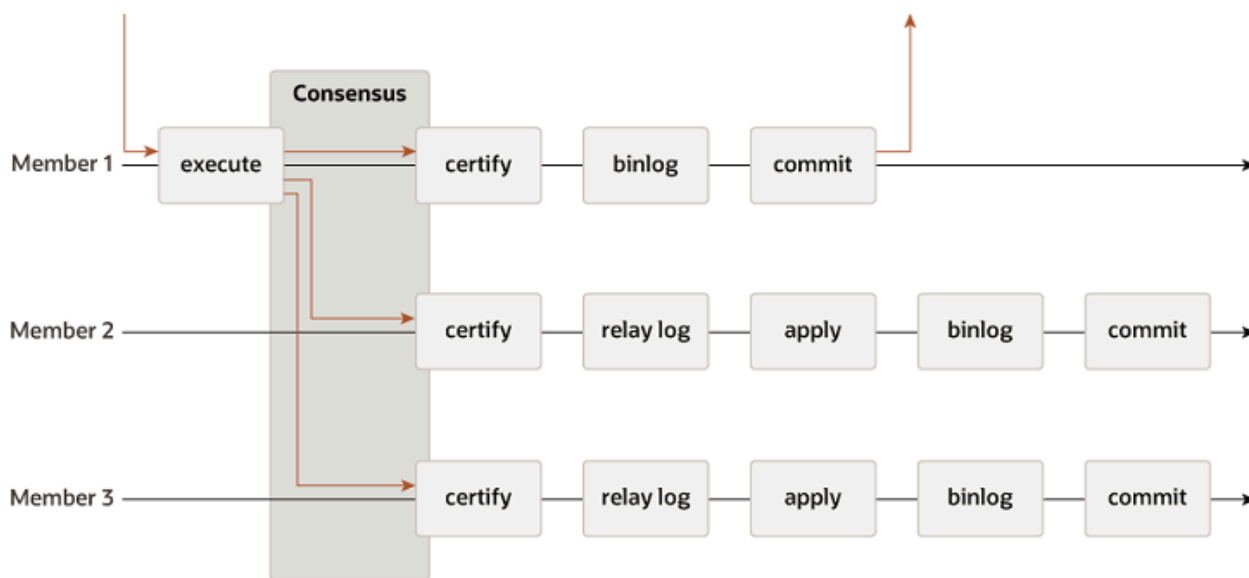 Consensus
Member 1 execute certify binlog commit
Member 2 certify relay log apply binlog commit
Member 3 certify relay log apply binlog commit